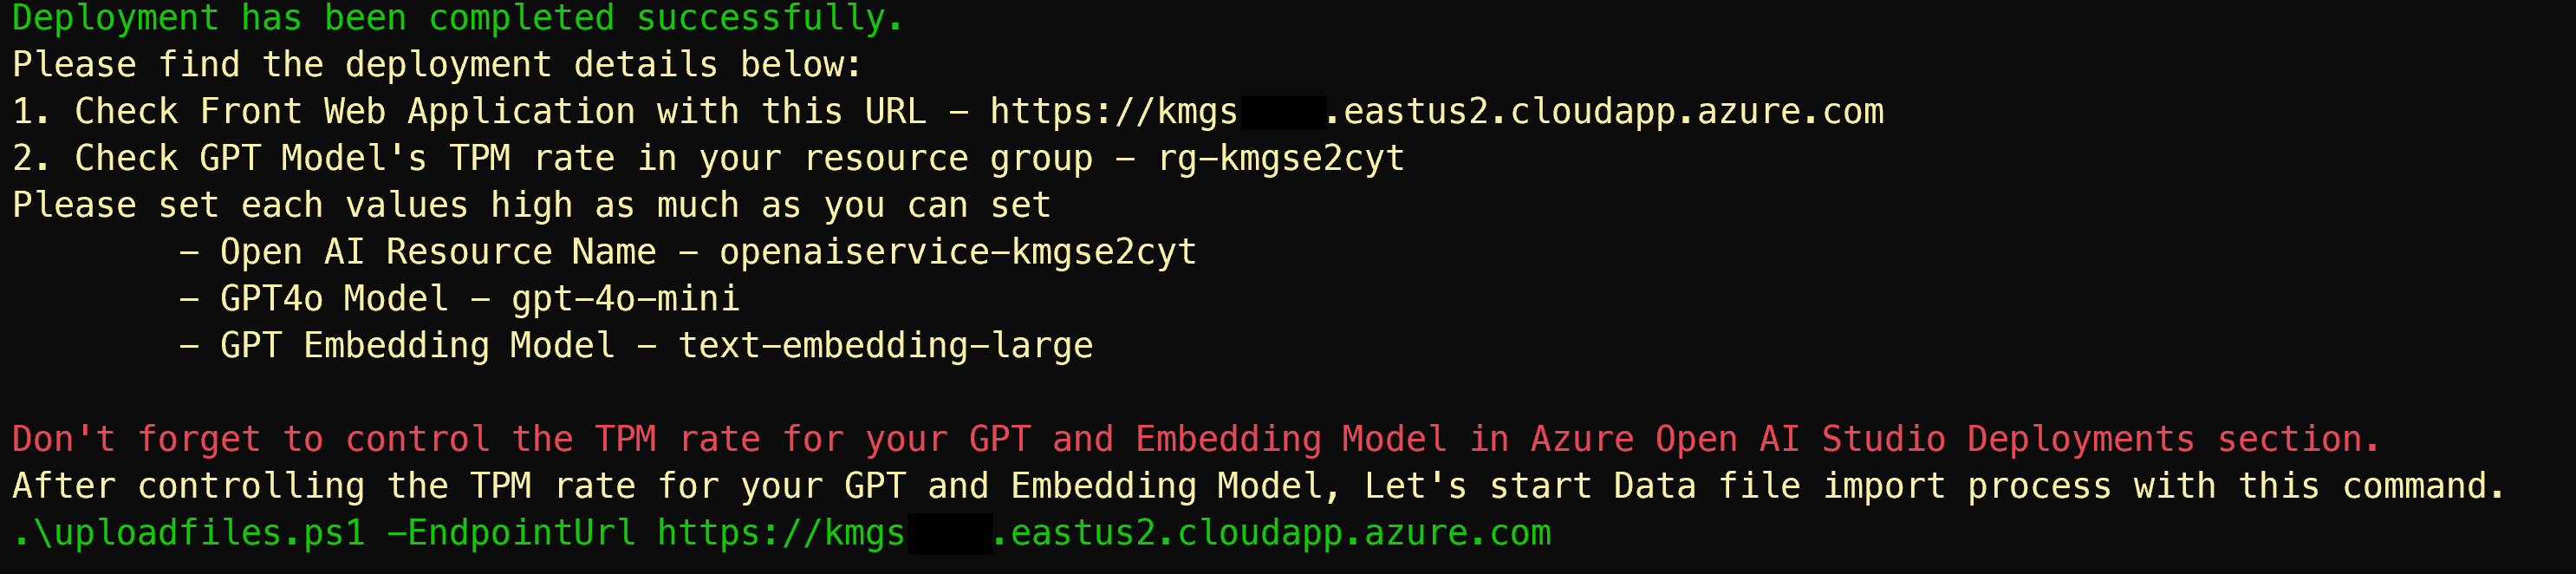 Deployment has been completed successfully.
Please find the deployment details below:
1. Check Front Web Application with this URL - https://kmgs .eastus2.cloudapp.azure.com
2. Check GPT Model's TPM rate in your resource group - rg-kmgse2cyt
Please set each values high as much as you can set
- Open AI Resource Name - openaiservice-kmgse2cyt
- GPT4o Model - gpt-4o-mini
- GPT Embedding Model - text-embedding-large
Don't forget to control the TPM rate for your GPT and Embedding Model in Azure Open AI Studio Deployments section.
After controlling the TPM rate for your GPT and Embedding Model, Let's start Data file import process with this command.
.\uploadfiles.ps1 -EndpointUrl https://kmgs .eastus2.cloudapp.azure.com